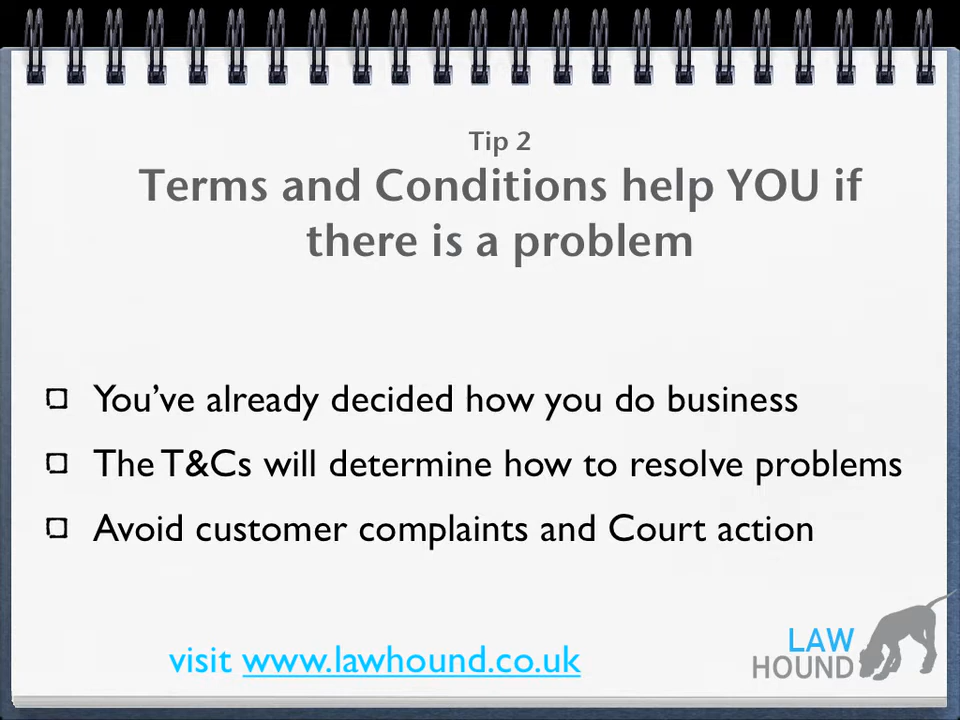 Tip 2
Terms and Conditions help YOU if
there is a problem
You’ve already decided how you do business
The T&Cs will determine how to resolve problems
Avoid customer complaints and Court action
visit www.lawhound.co.uk
LAW
HOUND